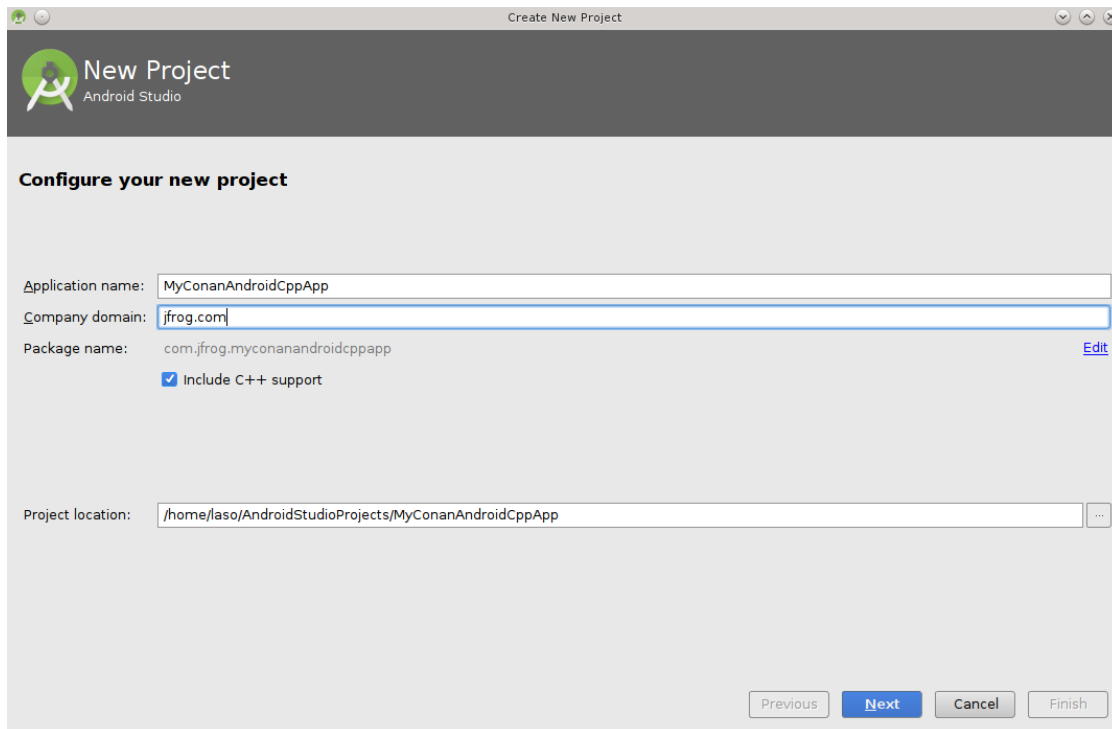 Create New Project
New Project
Android Studio
Configure your new project
Application name: MyConanAndroidCppApp
Company domain: jfrog.com
Package name: com.jfrog.myconanandroidcppapp Edit
Include C++ support
Project location: /home/laso/AndroidStudioProjects/MyConanAndroidCppApp ...
Previous Next Cancel Finish